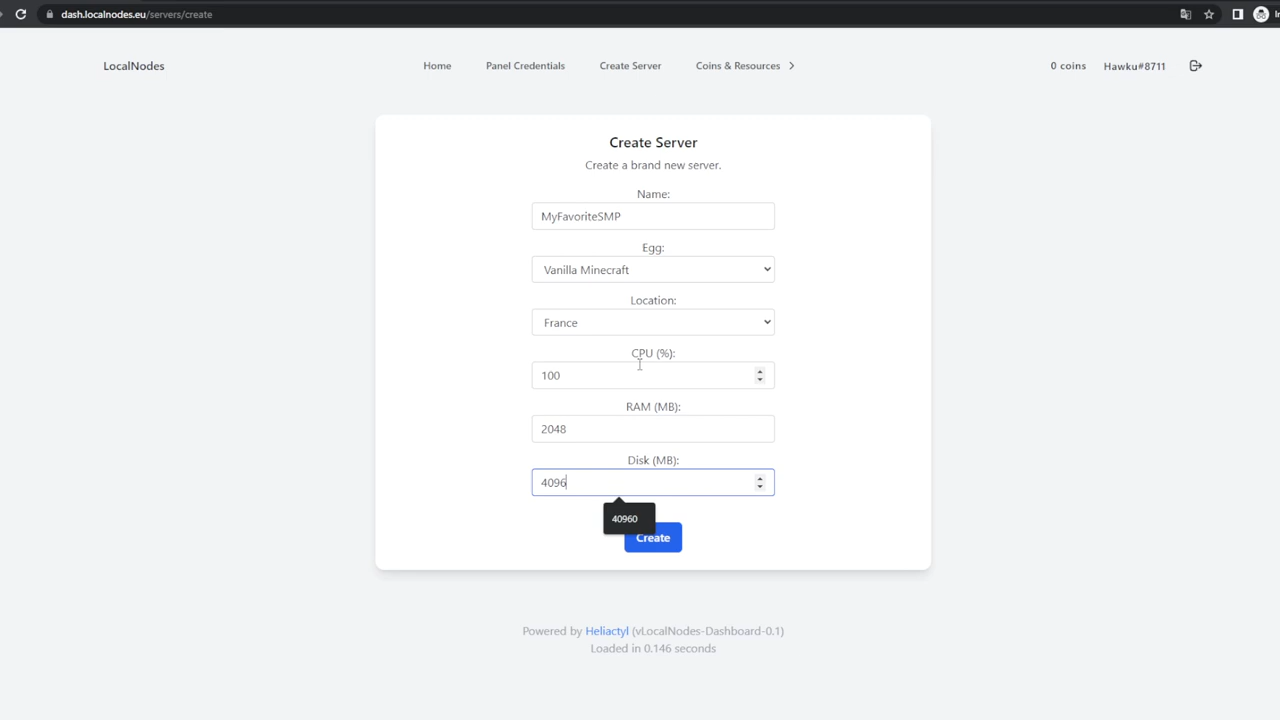 dash.localnodes.eu/servers/create
LocalNodes Home Panel Credentials Create Server Coins & Resources 0 coins Hawku#8711
Create Server
Create a brand new server.
Name:
MyFavoriteSMP
Egg:
Vanilla Minecraft
Location:
France
CPU (%):
100
RAM (MB):
2048
Disk (MB):
4096
40960
Create
Powered by Heliactyl (vLocalNodes-Dashboard-0.1)
Loaded in 0.146 seconds